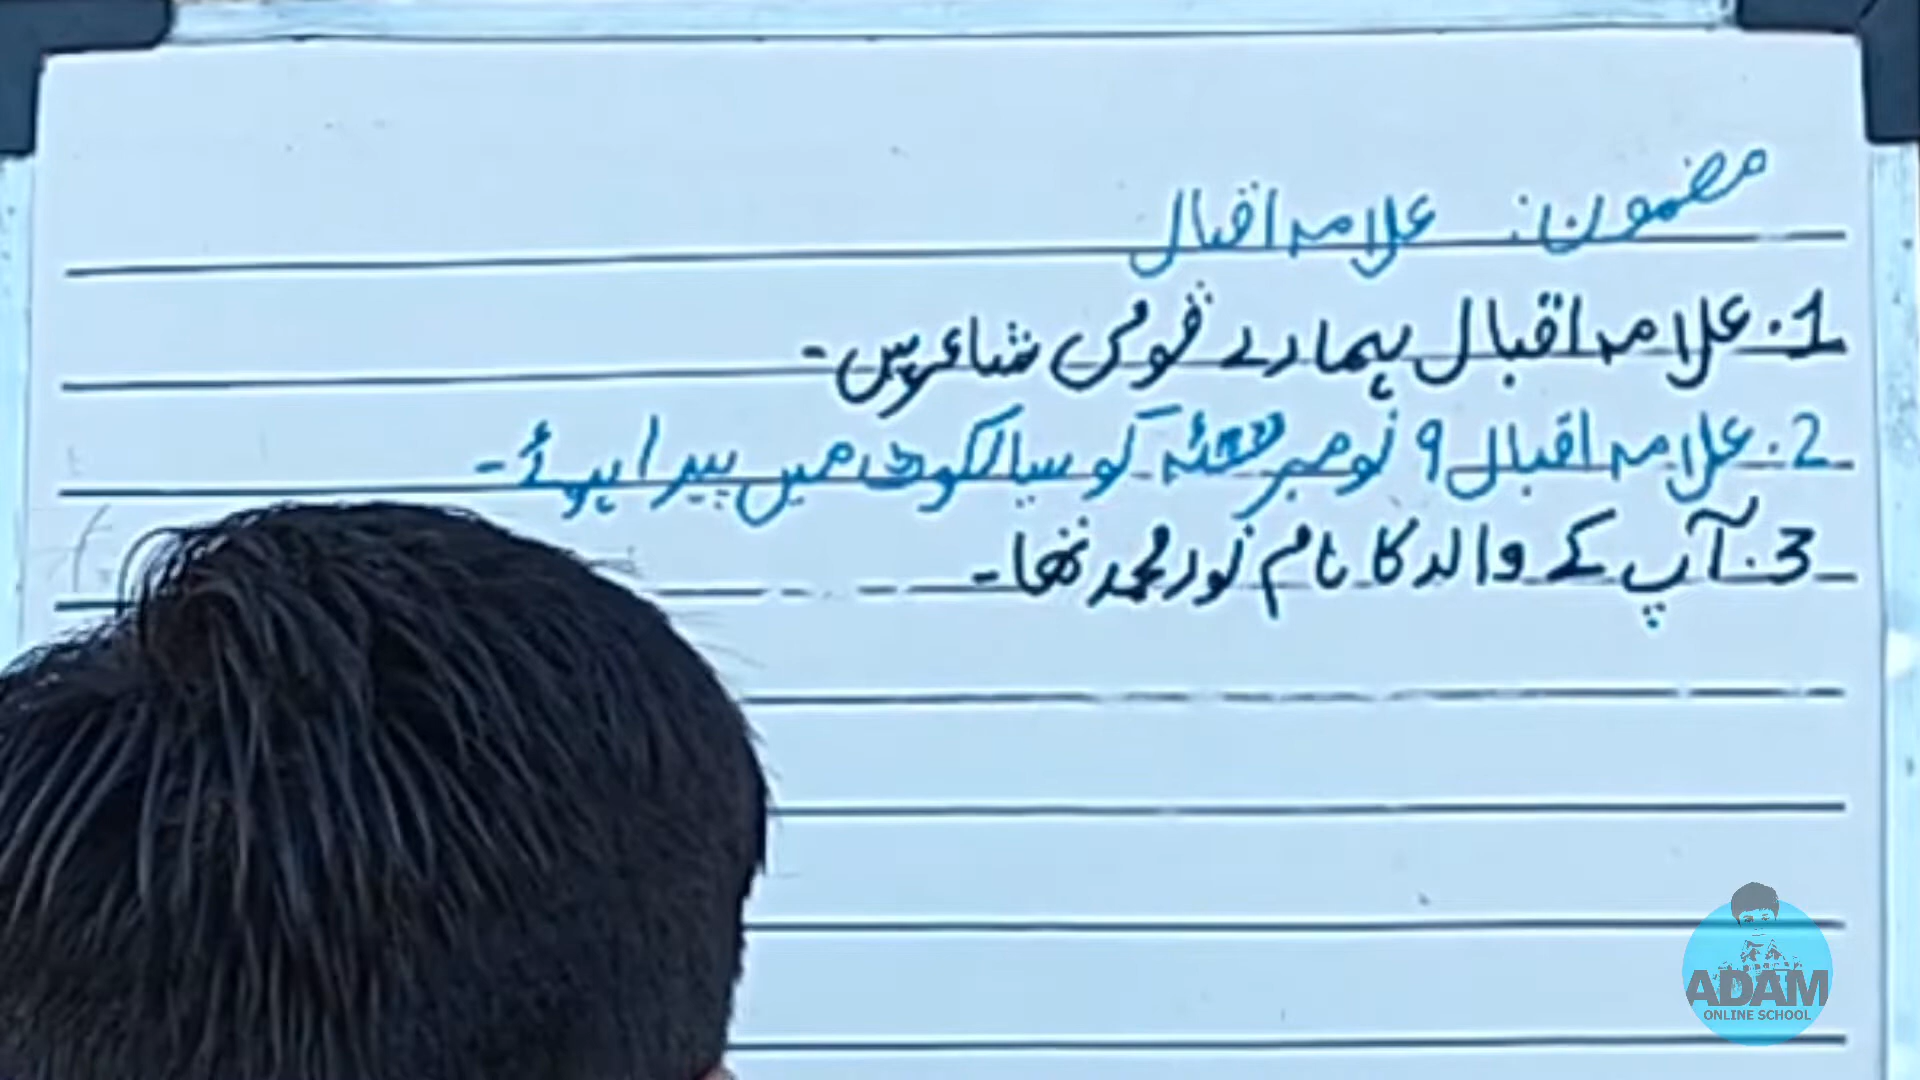 مضمون: علامہ اقبال
1. علامہ اقبال ہمارے قومی شاعر ہیں۔
2. علامہ اقبال 9 نومبر کو سیالکوٹ میں پیدا ہوئے۔
3. آپ کے والد کا نام نور محمد تھا۔
ADAM
ONLINE SCHOOL